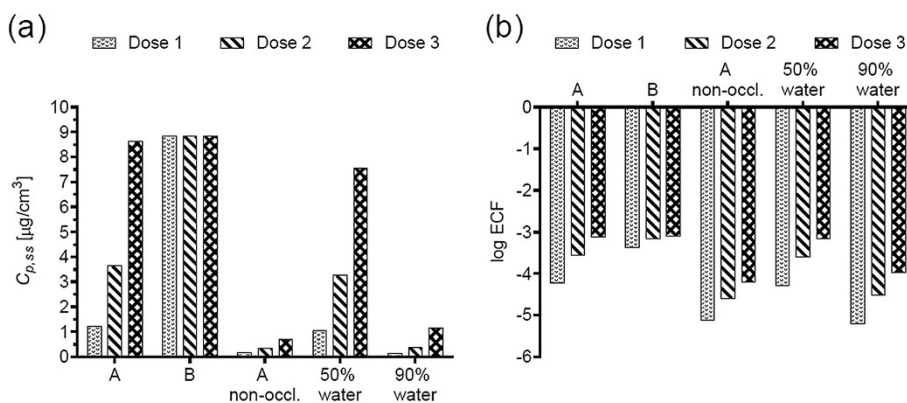 (a)
Dose 1 Dose 2 Dose 3
Cp,ss [µg/cm³]
10
9
8
7
6
5
4
3
2
1
0
A B A 50% 90%
non-occl. water water
(b)
Dose 1 Dose 2 Dose 3
A B A 50% 90%
non-occl. water water
log ECF
0
-1
-2
-3
-4
-5
-6